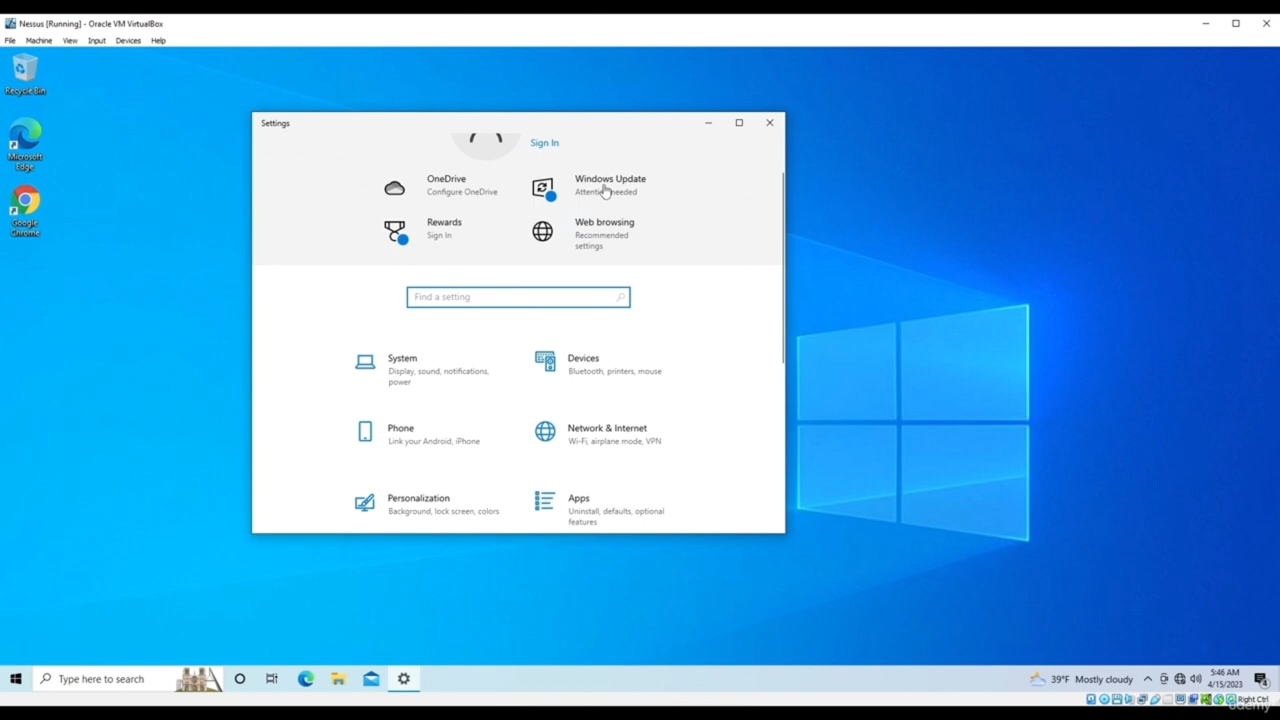 Nessus [Running] - Oracle VM VirtualBox
File Machine View Input Devices Help
Recycle Bin
Microsoft
Edge
Google
Chrome
Settings
Sign In
OneDrive
Configure OneDrive
Windows Update
Attention needed
Rewards
Sign In
Web browsing
Recommended
settings
Find a setting
System
Display, sound, notifications,
power
Devices
Bluetooth, printers, mouse
Phone
Link your Android, iPhone
Network & Internet
Wi-Fi, airplane mode, VPN
Personalization
Background, lock screen, colors
Apps
Uninstall, defaults, optional
features
Type here to search
39°F Mostly cloudy
5:46 AM
4/15/2023
4
Right Ctrl
udemy